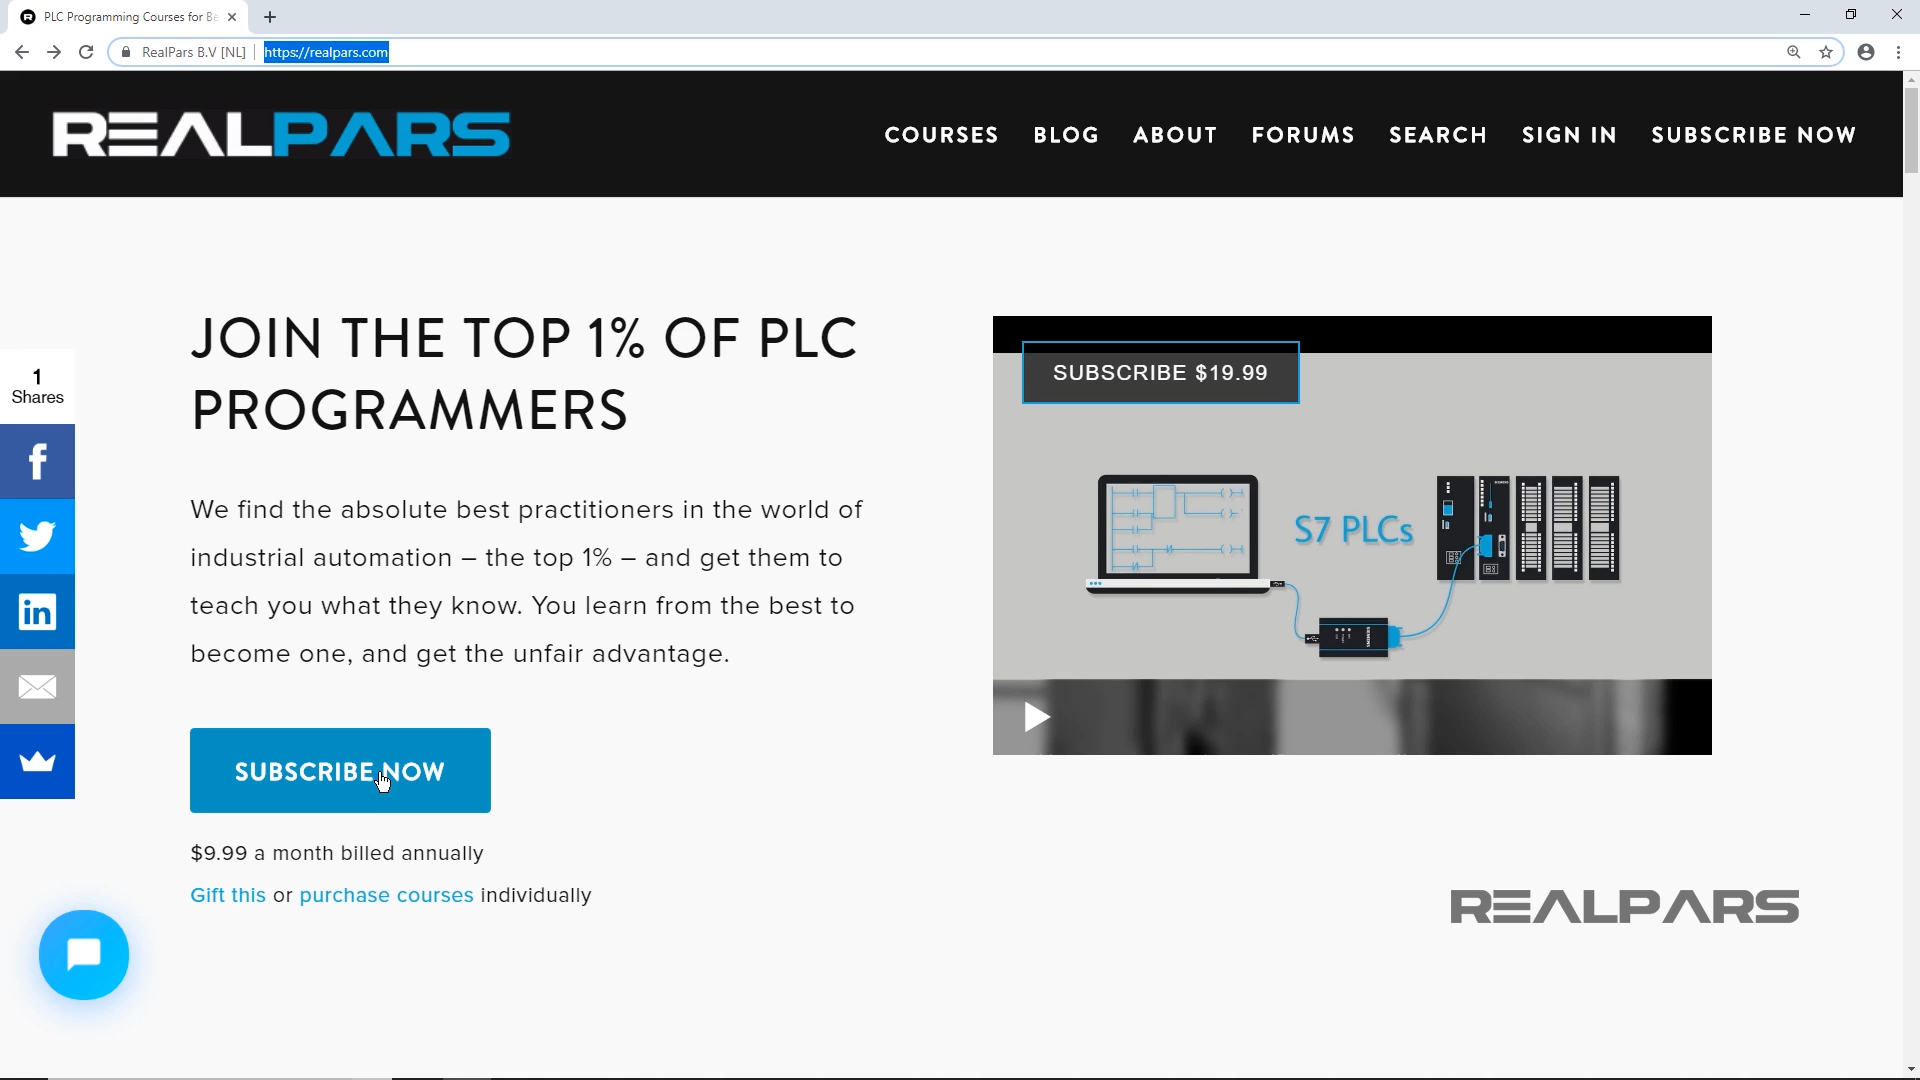 PLC Programming Courses for Be
RealPars B.V [NL] | https://realpars.com
REALPARS
COURSES BLOG ABOUT FORUMS SEARCH SIGN IN SUBSCRIBE NOW
JOIN THE TOP 1% OF PLC
PROGRAMMERS
We find the absolute best practitioners in the world of
industrial automation – the top 1% – and get them to
teach you what they know. You learn from the best to
become one, and get the unfair advantage.
SUBSCRIBE NOW
$9.99 a month billed annually
Gift this or purchase courses individually
1
Shares
SUBSCRIBE $19.99
S7 PLCs
REALPARS